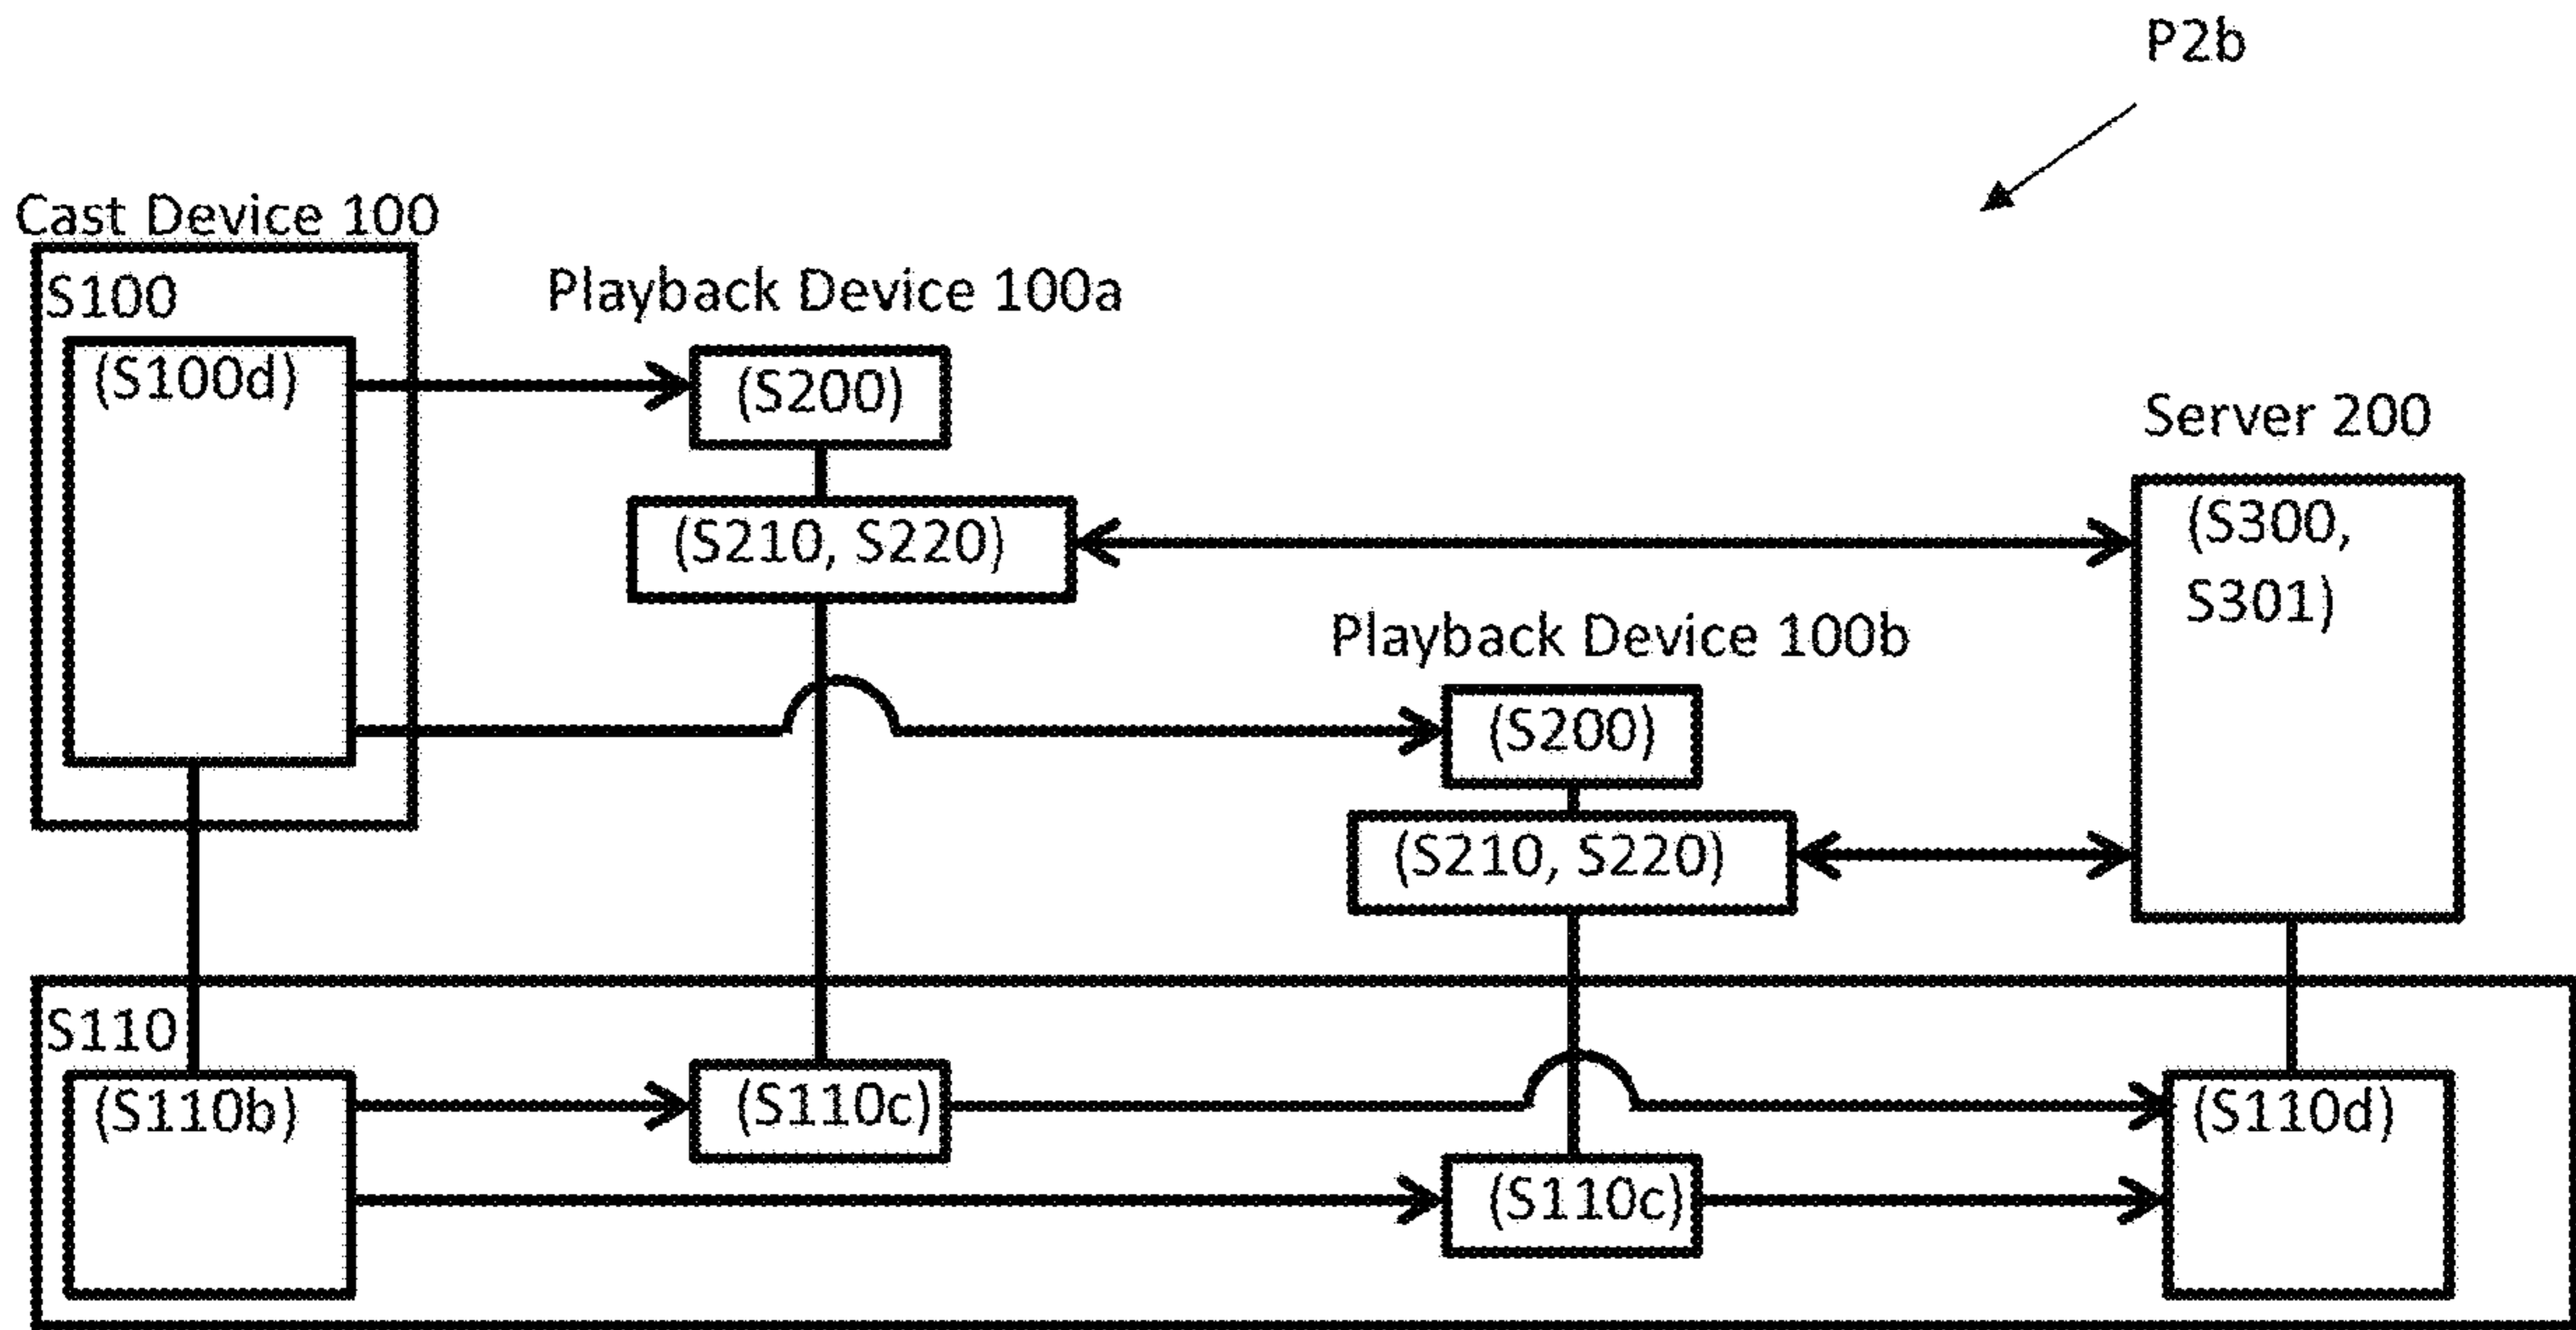 P2b
Cast Device 100
S100
Playback Device 100a
(S100d)
(S200)
Server 200
(S210, S220)
(S300,
S301)
Playback Device 100b
(S200)
(S210, S220)
S110
(S110b)
(S110c)
(S110d)
(S110c)